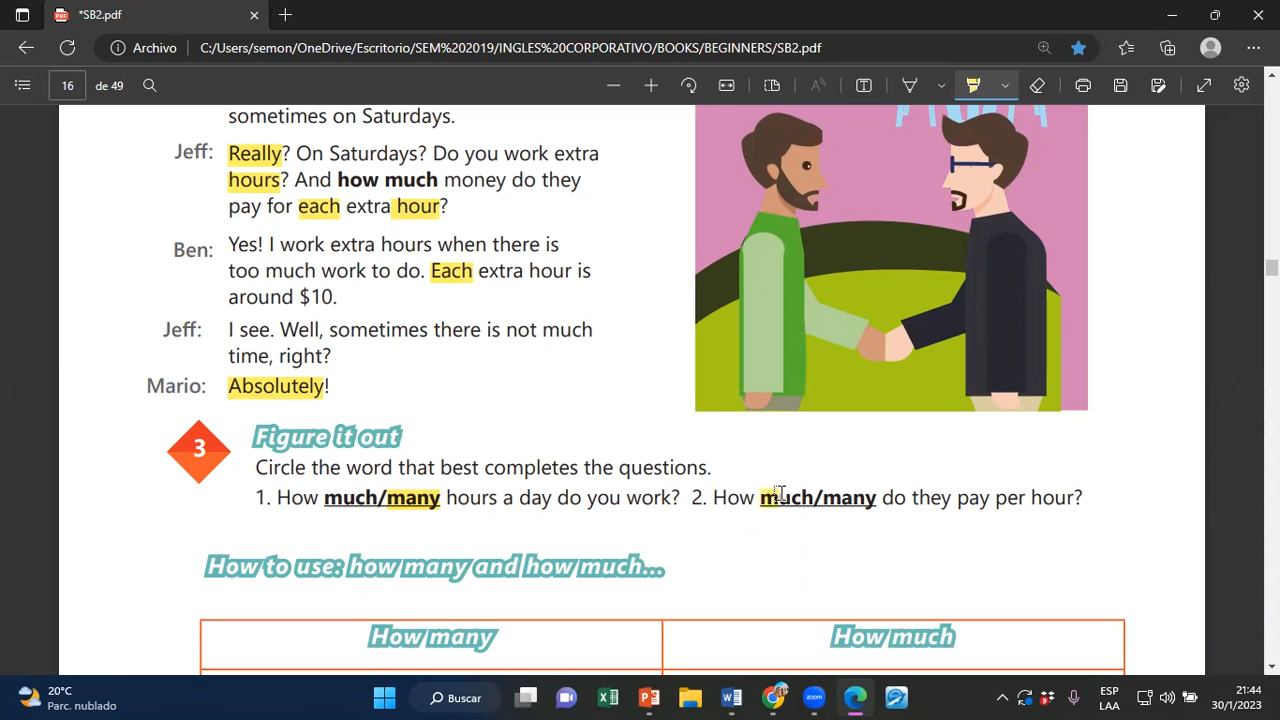 *SB2.pdf
Archivo
C:/Users/semon/OneDrive/Escritorio/SEM%202019/INGLES%20CORPORATIVO/BOOKS/BEGINNERS/SB2.pdf
16 de 49
sometimes on Saturdays.
Jeff: Really? On Saturdays? Do you work extra
hours? And how much money do they
pay for each extra hour?
Ben: Yes! I work extra hours when there is
too much work to do. Each extra hour is
around $10.
Jeff: I see. Well, sometimes there is not much
time, right?
Mario: Absolutely!
3 Figure it out
Circle the word that best completes the questions.
1. How much/many hours a day do you work? 2. How much/many do they pay per hour?
How to use: how many and how much...
How many How much
20°C
Parc. nublado
Buscar
zoom
ESP
LAA
21:44
30/1/2023